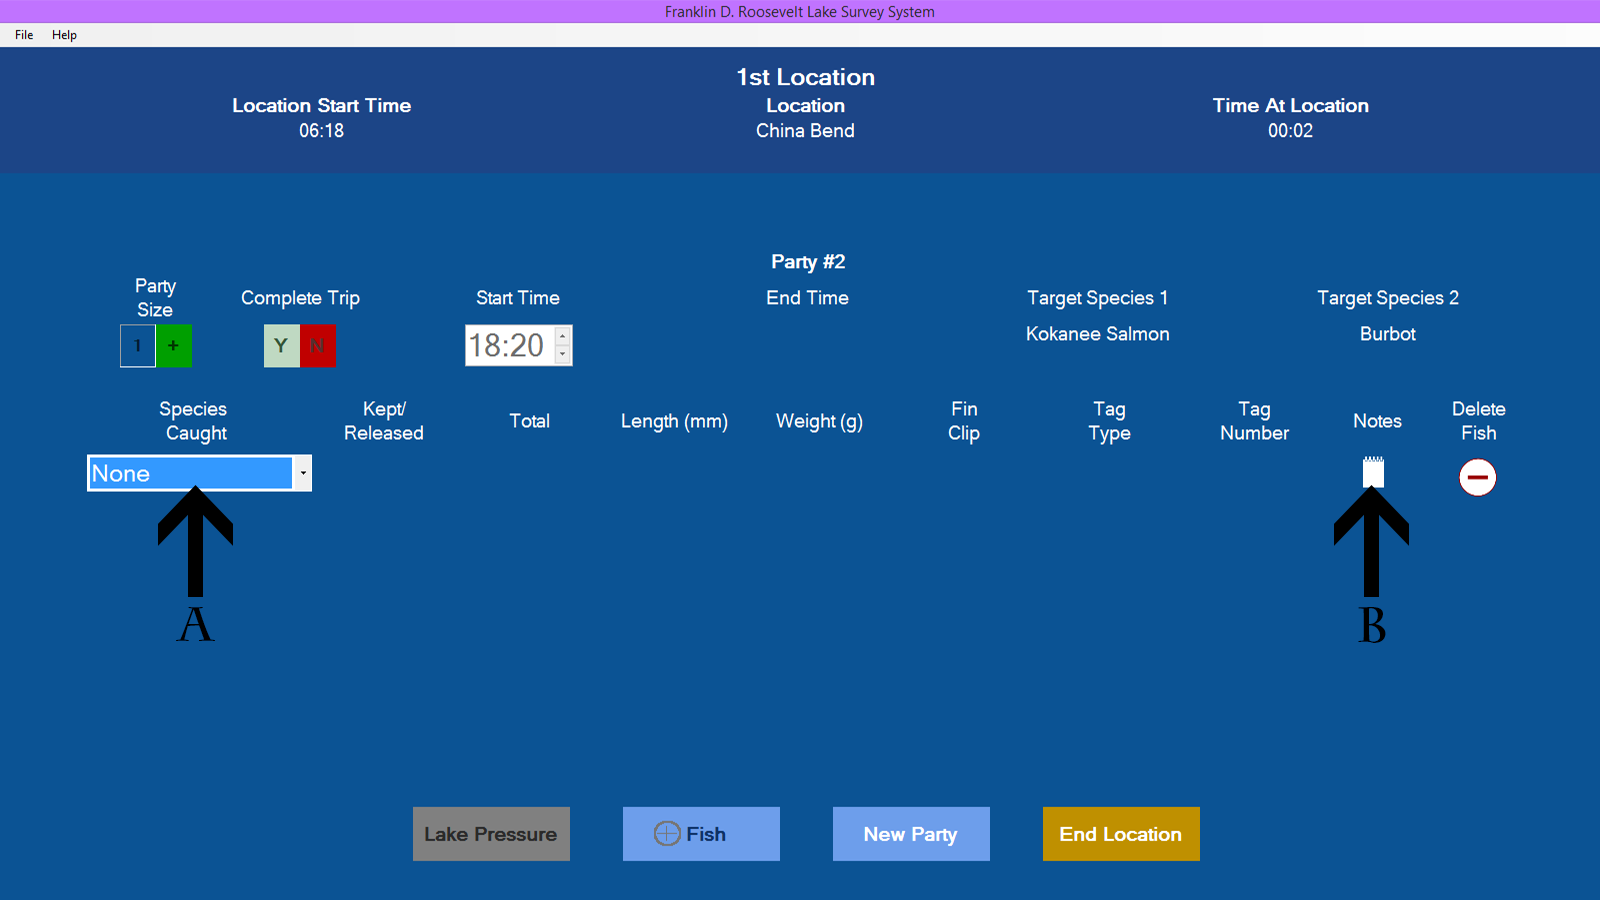 Franklin D. Roosevelt Lake Survey System
File Help
1st Location
Location Start Time Location Time At Location
06:18 China Bend 00:02
Party #2
Party
Size
Complete Trip Start Time End Time Target Species 1 Target Species 2
1 + Y N 18:20 Kokanee Salmon Burbot
Species
Caught
Kept/
Released
Total
Length (mm)
Weight (g)
Fin
Clip
Tag
Type
Tag
Number
Notes
Delete
Fish
None
A B
Lake Pressure Fish New Party End Location